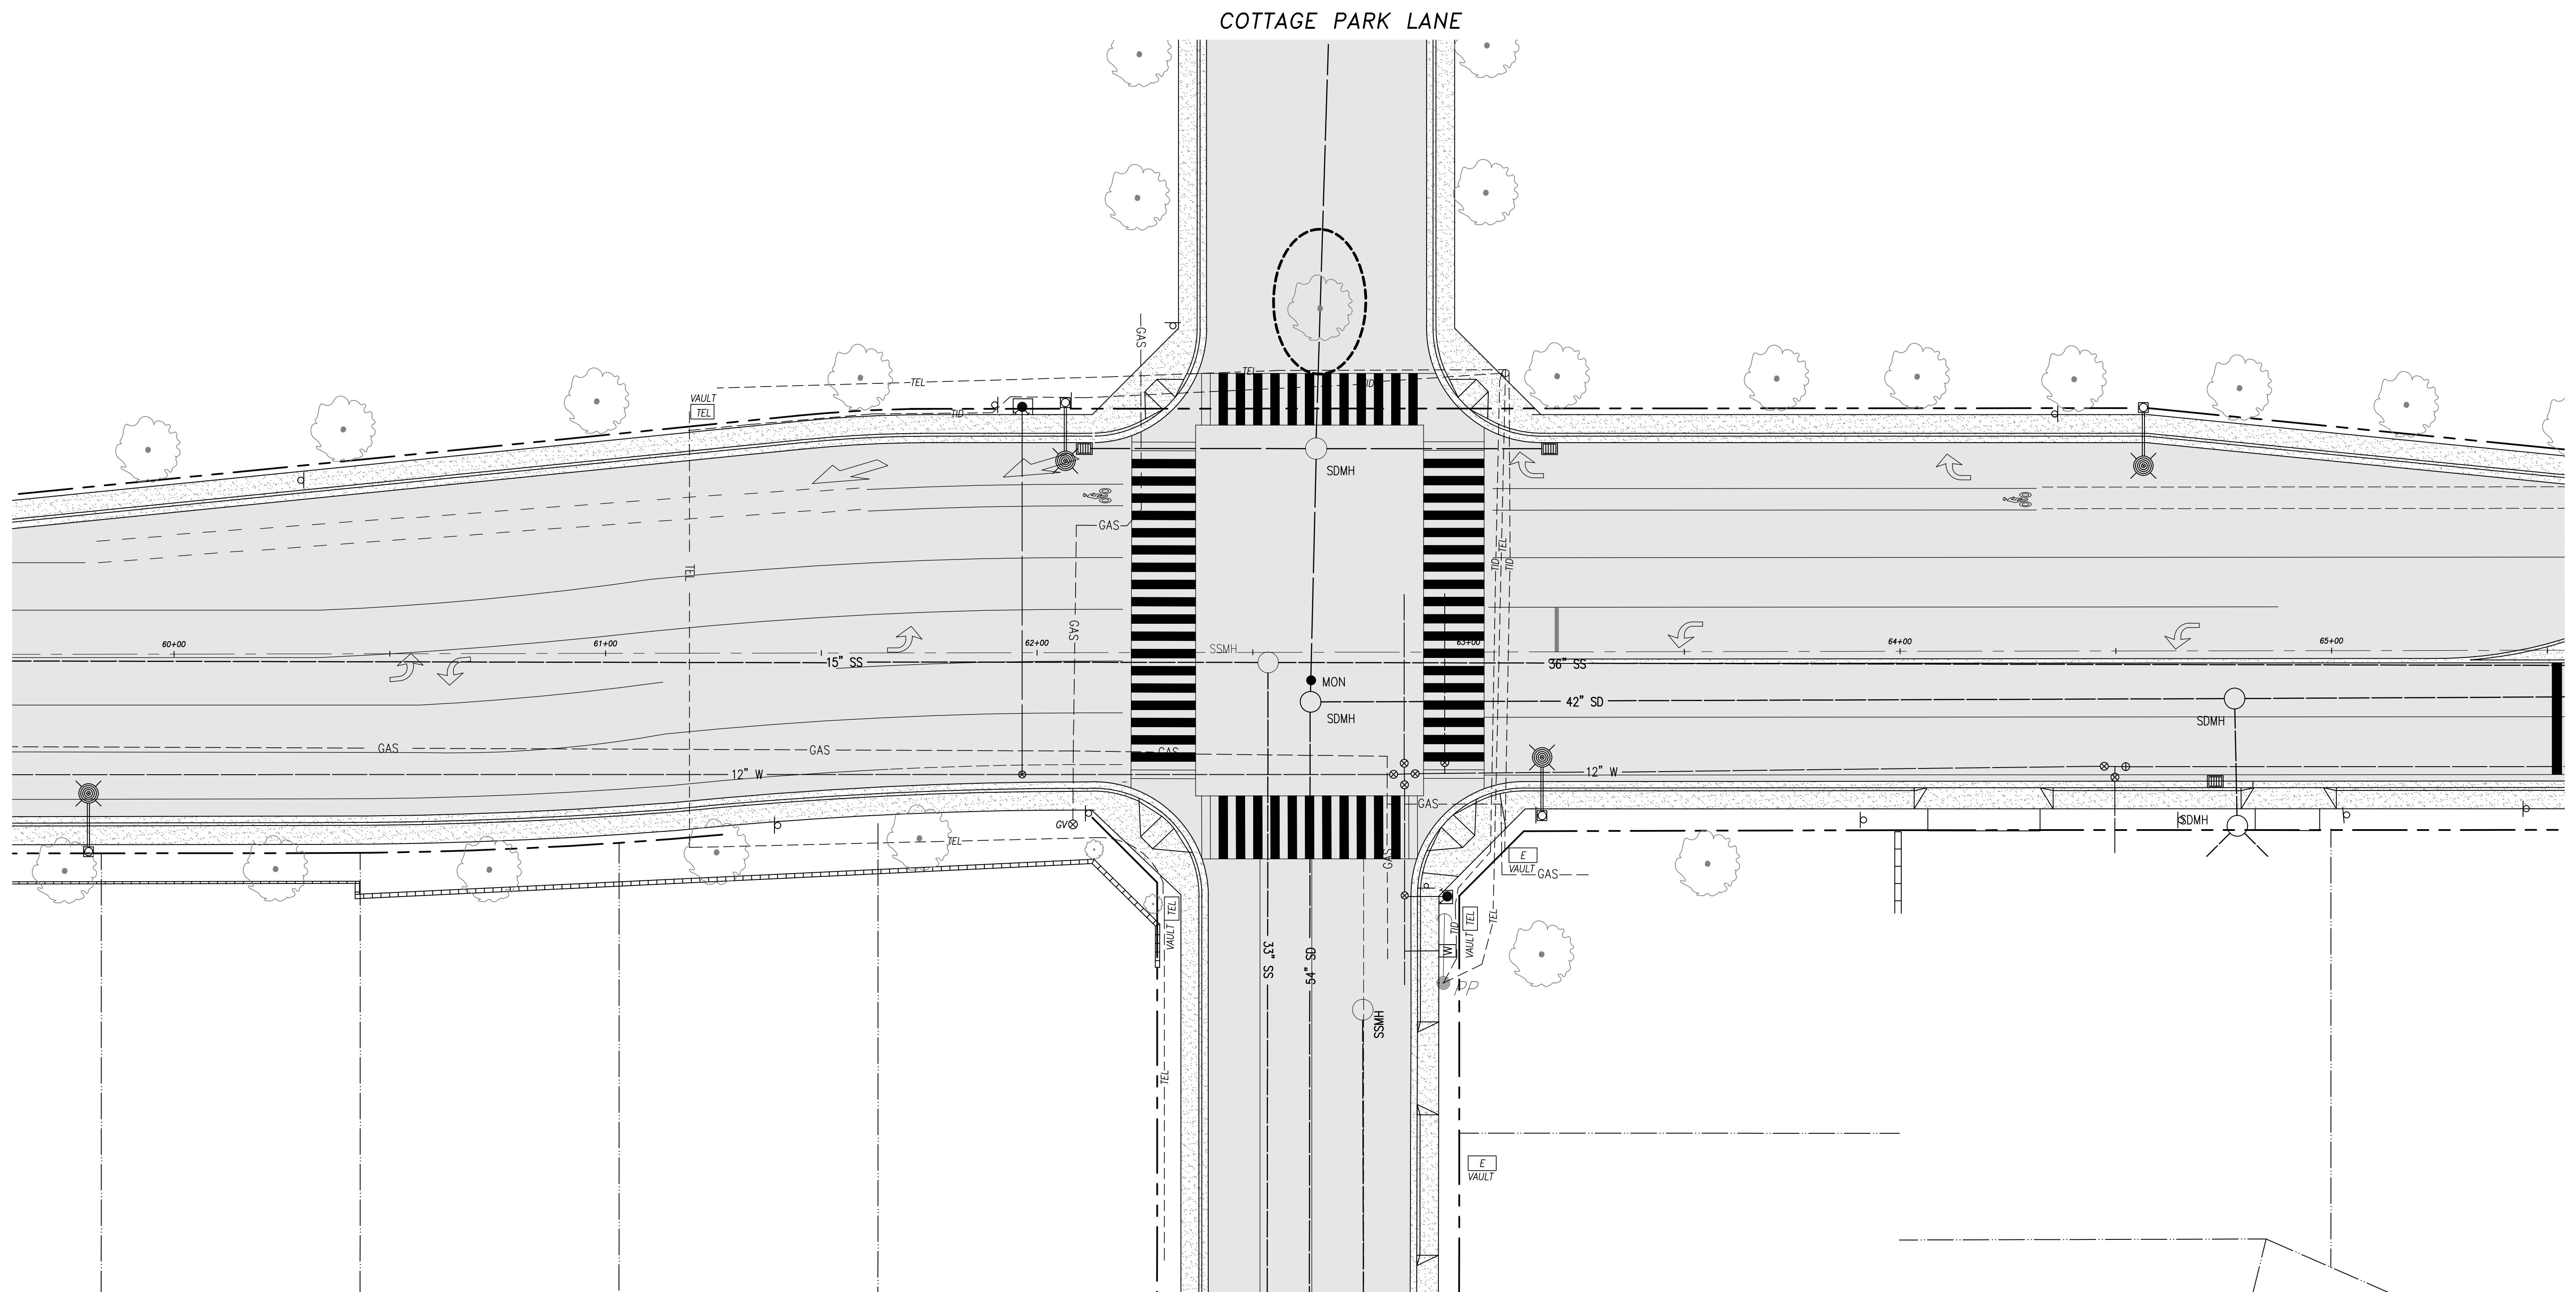 COTTAGE PARK LANE
GAS
TEL
TEL
TID
VAULT
TEL
TID
SDMH
GAS
TEL
TEL
TID
TID
GAS
60+00
61+00
62+00
SSMH
63+00
64+00
65+00
15" SS
36" SS
MON
42" SD
SDMH
SDMH
GAS
GAS
GAS
12" W
12" W
GAS
SDMH
GV
TEL
GAS
E
VAULT
GAS
TEL
VAULT
TEL
VAULT
TEL
TID
W
33" SS
54" SD
PP
SSMH
TEL
E
VAULT